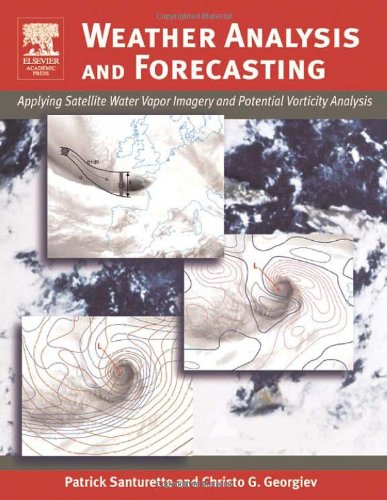 ELSEVIER
ACADEMIC
PRESS
WEATHER ANALYSIS
AND FORECASTING
Applying Satellite Water Vapor Imagery and Potential Vorticity Analysis
L
L
Patrick Santurette and Christo G. Georgiev